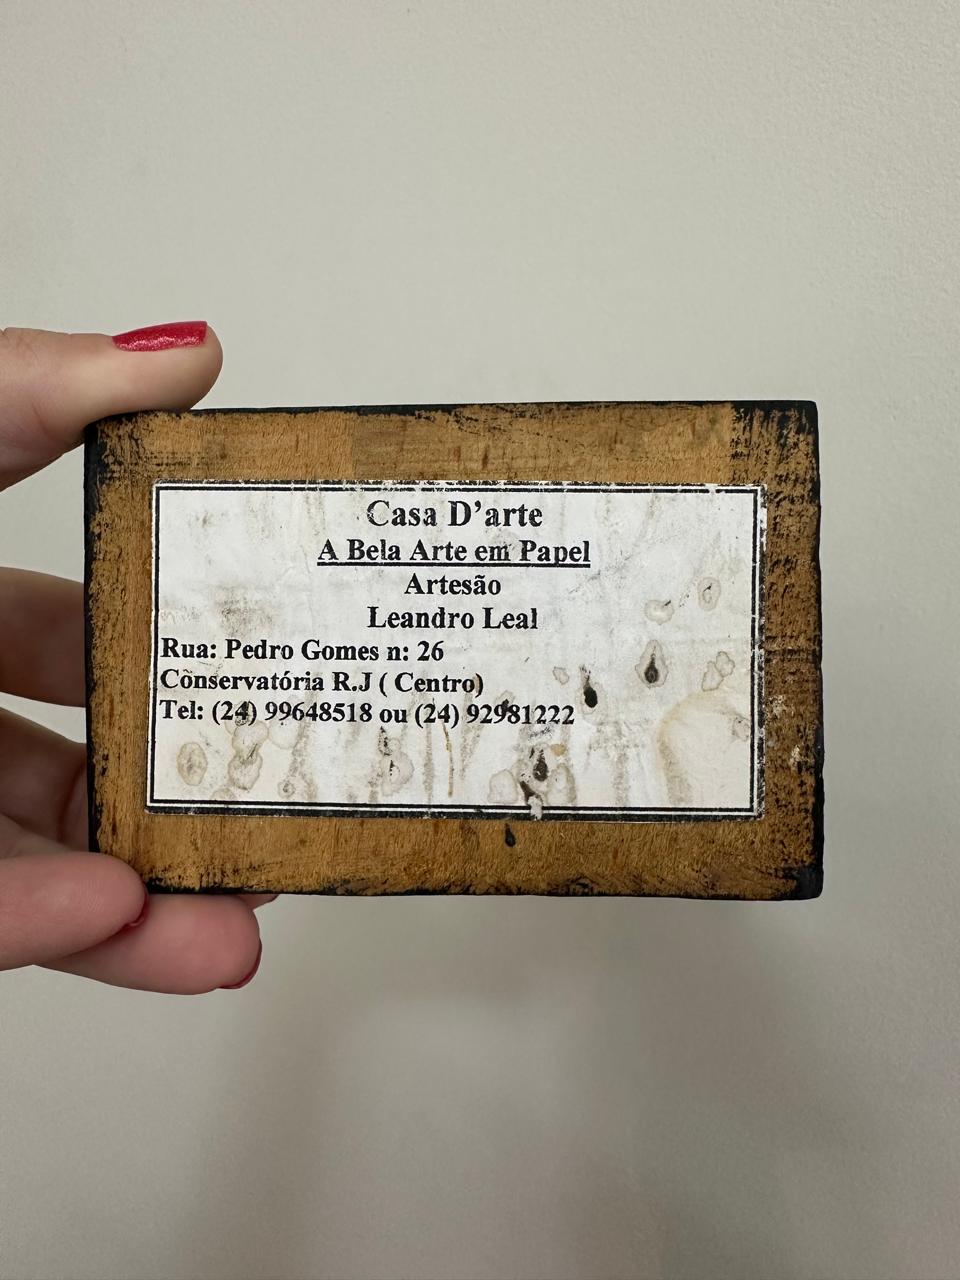 Casa D’arte
A Bela Arte em Papel
Artesão
Leandro Leal
Rua: Pedro Gomes n: 26
Conservatória R.J ( Centro)
Tel: (24) 99648518 ou (24) 92981222